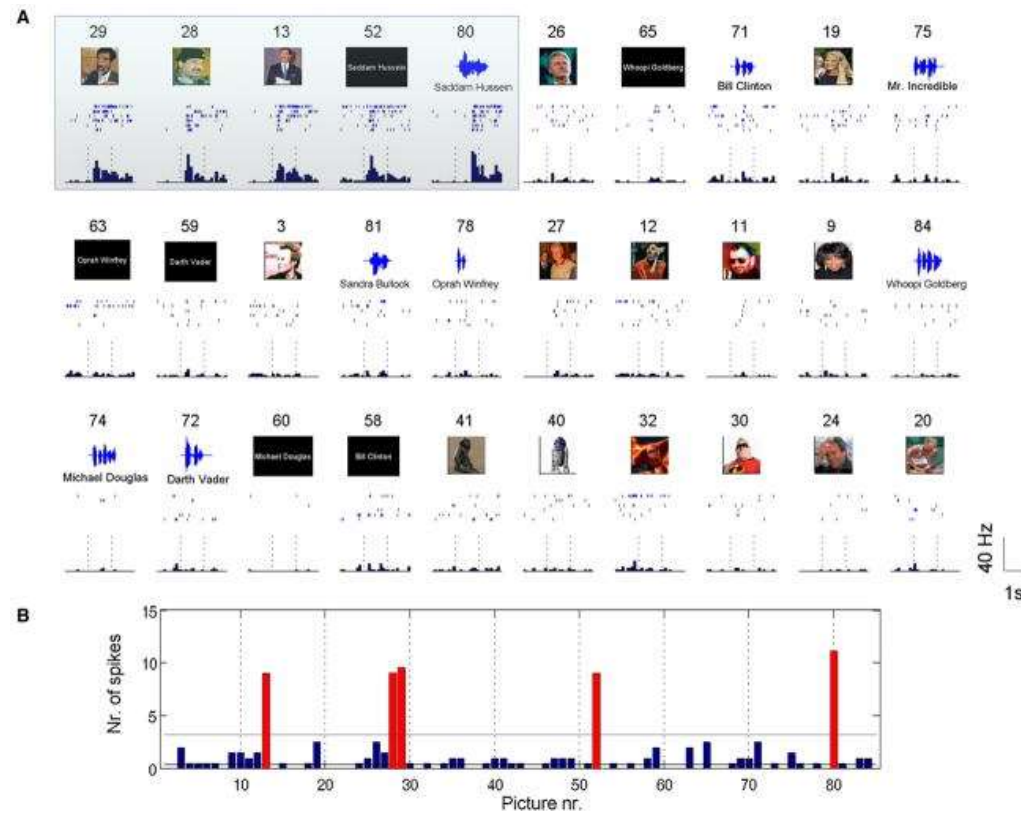 A
29 28 13 52 80 26 65 71 19 75
Saddam Hussein
Saddam Hussein
Whoopi Goldberg
Bill Clinton
Mr. Incredible
63 59 3 81 78 27 12 11 9 84
Oprah Winfrey
Darth Vader
Sandra Bullock
Oprah Winfrey
Whoopi Goldberg
74 72 60 58 41 40 32 30 24 20
Michael Douglas
Darth Vader
Michael Douglas
Bill Clinton
40 Hz
1s
B
Nr. of spikes
15
10
5
0
10 20 30 40 50 60 70 80
Picture nr.